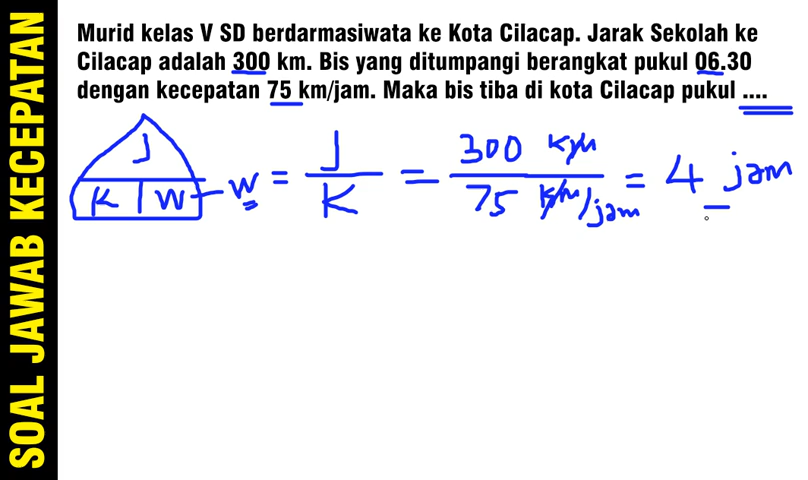 SOAL JAWAB KECEPATAN
Murid kelas V SD berdarmasiwata ke Kota Cilacap. Jarak Sekolah ke
Cilacap adalah 300 km. Bis yang ditumpangi berangkat pukul 06.30
dengan kecepatan 75 km/jam. Maka bis tiba di kota Cilacap pukul ....
J
K | W
W = J / K = 300 km / 75 km/jam = 4 jam